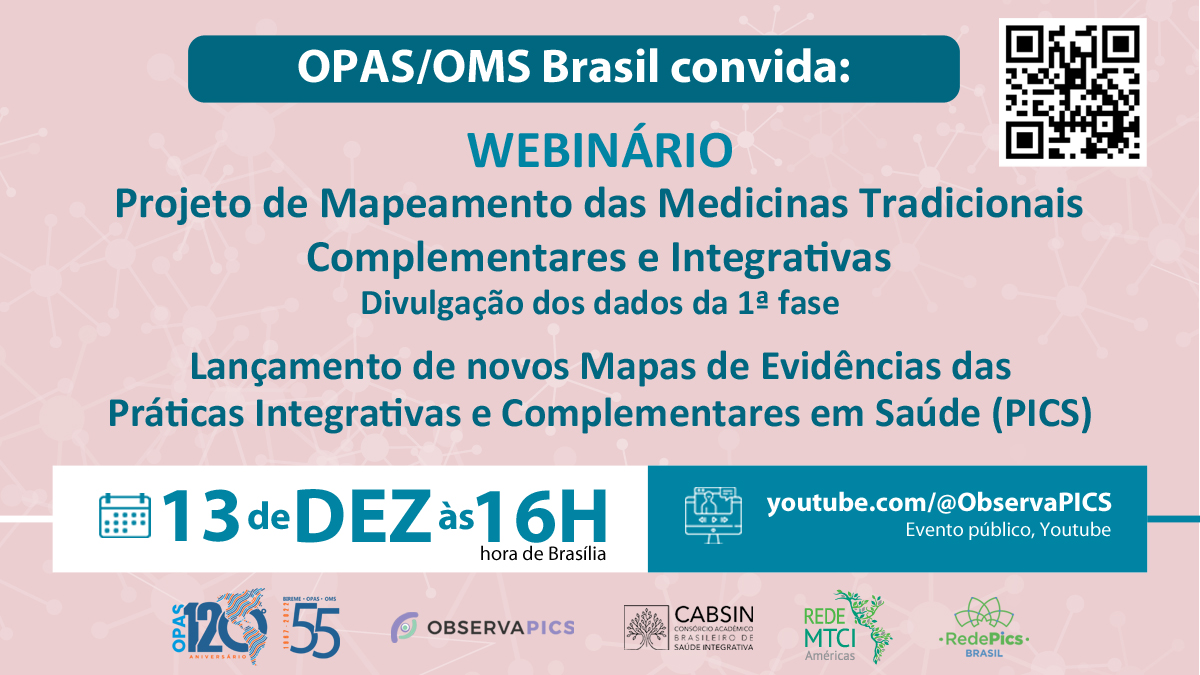 OPAS/OMS Brasil convida:
WEBINÁRIO
Projeto de Mapeamento das Medicinas Tradicionais
Complementares e Integrativas
Divulgação dos dados da 1ª fase
Lançamento de novos Mapas de Evidências das
Práticas Integrativas e Complementares em Saúde (PICS)
13 de DEZ às 16H
hora de Brasília
youtube.com/@ObservaPICS
Evento público, Youtube
OPAS
120
ANIVERSÁRIO
BIREME • OPAS • OMS
1967-2022
55
OBSERVAPICS
CABSIN
CONSÓRCIO ACADÊMICO
BRASILEIRO DE
SAÚDE INTEGRATIVA
REDE
MTCI
Américas
RedePics
BRASIL